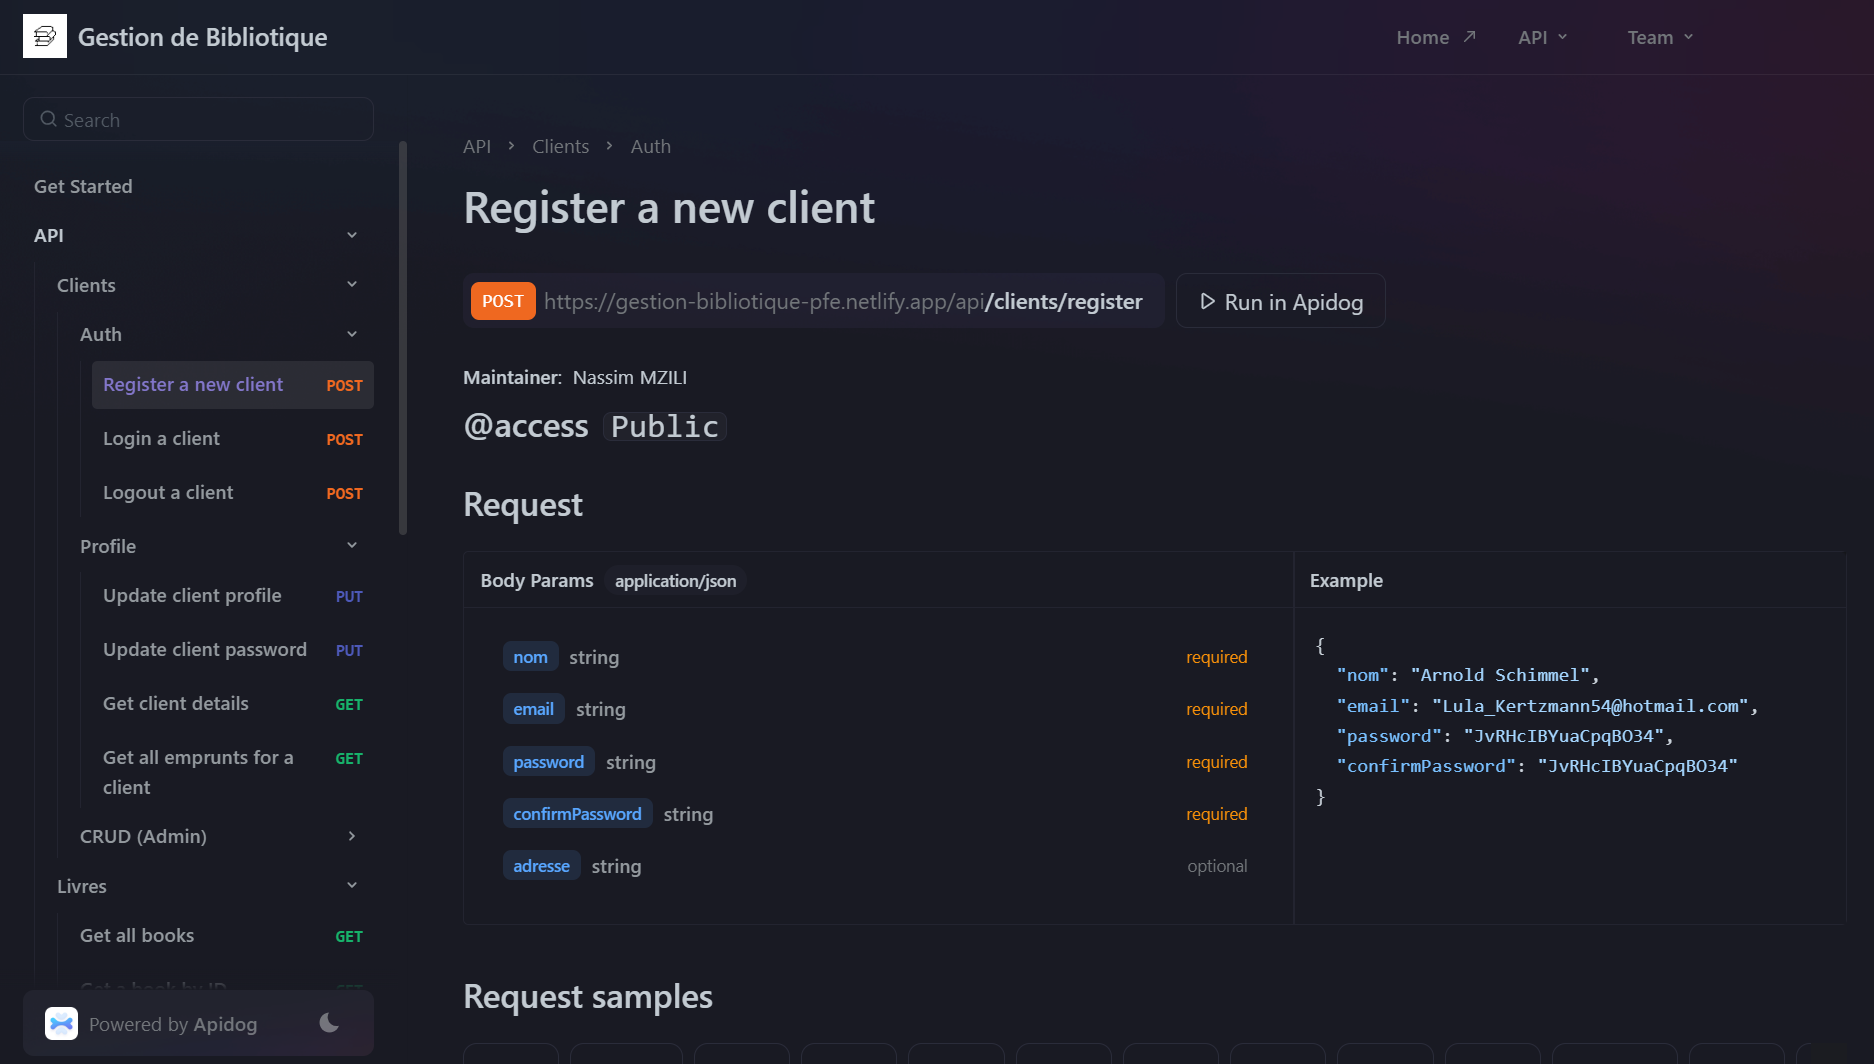 Gestion de Bibliotique
Home
API
Team
Search
Get Started
API
Clients
Auth
Register a new client POST
Login a client POST
Logout a client POST
Profile
Update client profile PUT
Update client password PUT
Get client details GET
Get all emprunts for a
client
GET
CRUD (Admin)
Livres
Get all books GET
Get a book by ID GET
Powered by Apidog
API > Clients > Auth
Register a new client
POST https://gestion-bibliotique-pfe.netlify.app/api/clients/register
Run in Apidog
Maintainer: Nassim MZILI
@access Public
Request
Body Params application/json
nom string required
email string required
password string required
confirmPassword string required
adresse string optional
Example
{
"nom": "Arnold Schimmel",
"email": "Lula_Kertzmann54@hotmail.com",
"password": "JvRHcIBYuaCpqBO34",
"confirmPassword": "JvRHcIBYuaCpqBO34"
}
Request samples